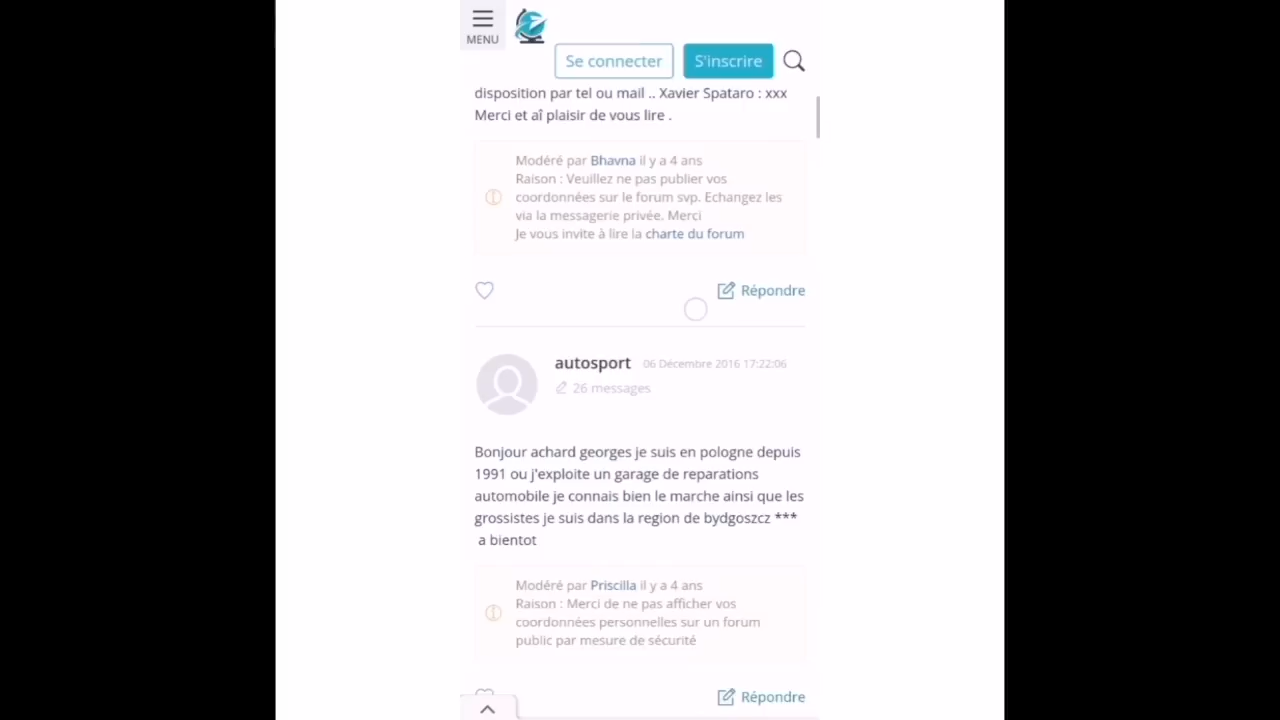 MENU
Se connecter
S'inscrire
disposition par tel ou mail .. Xavier Spataro : xxx
Merci et aî plaisir de vous lire .
Modéré par Bhavna il y a 4 ans
Raison : Veuillez ne pas publier vos
coordonnées sur le forum svp. Echangez les
via la messagerie privée. Merci
Je vous invite à lire la charte du forum
Répondre
autosport 06 Décembre 2016 17:22:06
26 messages
Bonjour achard georges je suis en pologne depuis
1991 ou j'exploite un garage de reparations
automobile je connais bien le marche ainsi que les
grossistes je suis dans la region de bydgoszcz ***
a bientot
Modéré par Priscilla il y a 4 ans
Raison : Merci de ne pas afficher vos
coordonnées personnelles sur un forum
public par mesure de sécurité
Répondre